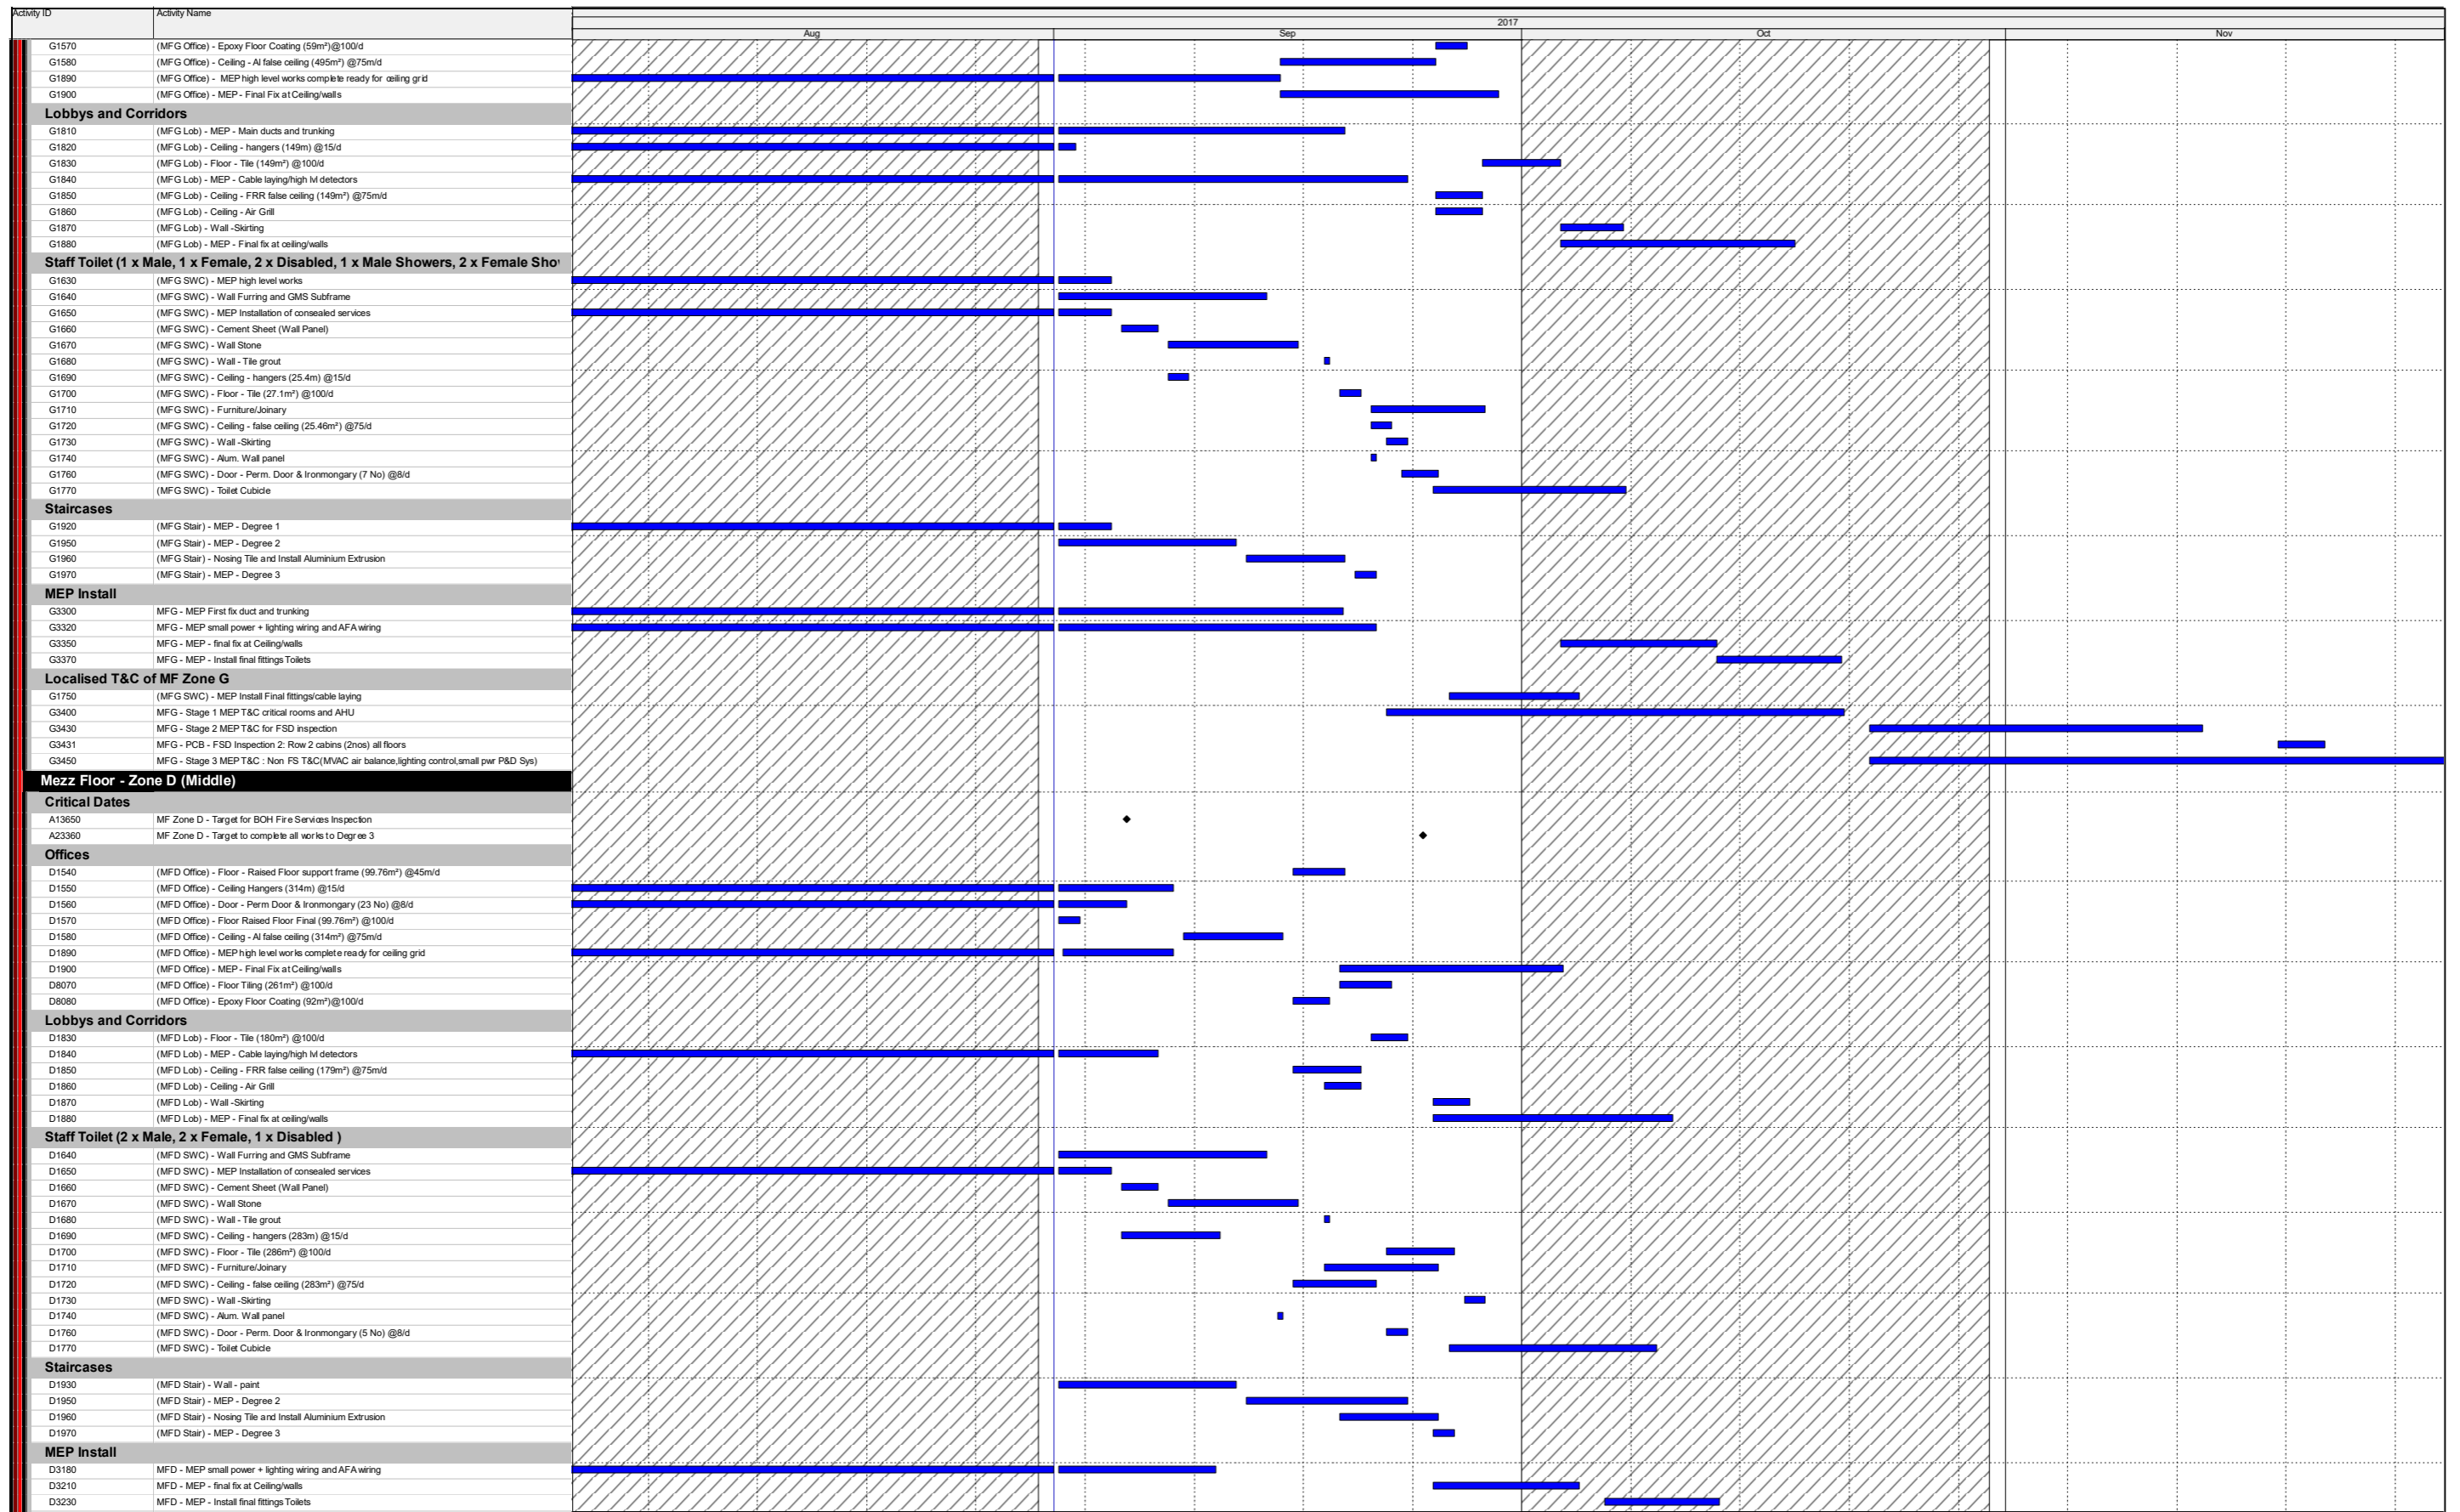 Activity ID Activity Name
2017
Aug Sep Oct Nov
G1570 (MFG Office) - Epoxy Floor Coating (59m²)@100/d
G1580 (MFG Office) - Ceiling - Al false ceiling (495m²) @75m/d
G1890 (MFG Office) - MEP high level works complete ready for ceiling grid
G1900 (MFG Office) - MEP - Final Fix at Ceiling/walls
Lobbys and Corridors
G1810 (MFG Lob) - MEP - Main ducts and trunking
G1820 (MFG Lob) - Ceiling - hangers (149m) @15/d
G1830 (MFG Lob) - Floor - Tile (149m²) @100/d
G1840 (MFG Lob) - MEP - Cable laying/high lvl detectors
G1850 (MFG Lob) - Ceiling - FRR false ceiling (149m²) @75m/d
G1860 (MFG Lob) - Ceiling - Air Grill
G1870 (MFG Lob) - Wall -Skirting
G1880 (MFG Lob) - MEP - Final fix at ceiling/walls
Staff Toilet (1 x Male, 1 x Female, 2 x Disabled, 1 x Male Showers, 2 x Female Sho
G1630 (MFG SWC) - MEP high level works
G1640 (MFG SWC) - Wall Furring and GMS Subframe
G1650 (MFG SWC) - MEP Installation of consealed services
G1660 (MFG SWC) - Cement Sheet (Wall Panel)
G1670 (MFG SWC) - Wall Stone
G1680 (MFG SWC) - Wall - Tile grout
G1690 (MFG SWC) - Ceiling - hangers (25.4m) @15/d
G1700 (MFG SWC) - Floor - Tile (27.1m²) @100/d
G1710 (MFG SWC) - Furniture/Joinary
G1720 (MFG SWC) - Ceiling - false ceiling (25.46m²) @75/d
G1730 (MFG SWC) - Wall -Skirting
G1740 (MFG SWC) - Alum. Wall panel
G1760 (MFG SWC) - Door - Perm. Door & Ironmongary (7 No) @8/d
G1770 (MFG SWC) - Toilet Cubicle
Staircases
G1920 (MFG Stair) - MEP - Degree 1
G1950 (MFG Stair) - MEP - Degree 2
G1960 (MFG Stair) - Nosing Tile and Install Aluminium Extrusion
G1970 (MFG Stair) - MEP - Degree 3
MEP Install
G3300 MFG - MEP First fix duct and trunking
G3320 MFG - MEP small power + lighting wiring and AFA wiring
G3350 MFG - MEP - final fix at Ceiling/walls
G3370 MFG - MEP - Install final fittings Toilets
Localised T&C of MF Zone G
G1750 (MFG SWC) - MEP Install Final fittings/cable laying
G3400 MFG - Stage 1 MEP T&C critical rooms and AHU
G3430 MFG - Stage 2 MEP T&C for FSD inspection
G3431 MFG - PCB - FSD Inspection 2: Row 2 cabins (2nos) all floors
G3450 MFG - Stage 3 MEP T&C : Non FS T&C(MVAC air balance,lighting control,small pwr P&D Sys)
Mezz Floor - Zone D (Middle)
Critical Dates
A13650 MF Zone D - Target for BOH Fire Services Inspection
A23360 MF Zone D - Target to complete all works to Degree 3
Offices
D1540 (MFD Office) - Floor - Raised Floor support frame (99.76m²) @45m/d
D1550 (MFD Office) - Ceiling Hangers (314m) @15/d
D1560 (MFD Office) - Door - Perm Door & Ironmongary (23 No) @8/d
D1570 (MFD Office) - Floor Raised Floor Final (99.76m²) @100/d
D1580 (MFD Office) - Ceiling - Al false ceiling (314m²) @75m/d
D1890 (MFD Office) - MEP high level works complete ready for ceiling grid
D1900 (MFD Office) - MEP - Final Fix at Ceiling/walls
D8070 (MFD Office) - Floor Tiling (261m²) @100/d
D8080 (MFD Office) - Epoxy Floor Coating (92m²)@100/d
Lobbys and Corridors
D1830 (MFD Lob) - Floor - Tile (180m²) @100/d
D1840 (MFD Lob) - MEP - Cable laying/high lvl detectors
D1850 (MFD Lob) - Ceiling - FRR false ceiling (179m²) @75m/d
D1860 (MFD Lob) - Ceiling - Air Grill
D1870 (MFD Lob) - Wall -Skirting
D1880 (MFD Lob) - MEP - Final fix at ceiling/walls
Staff Toilet (2 x Male, 2 x Female, 1 x Disabled )
D1640 (MFD SWC) - Wall Furring and GMS Subframe
D1650 (MFD SWC) - MEP Installation of consealed services
D1660 (MFD SWC) - Cement Sheet (Wall Panel)
D1670 (MFD SWC) - Wall Stone
D1680 (MFD SWC) - Wall - Tile grout
D1690 (MFD SWC) - Ceiling - hangers (283m) @15/d
D1700 (MFD SWC) - Floor - Tile (286m²) @100/d
D1710 (MFD SWC) - Furniture/Joinary
D1720 (MFD SWC) - Ceiling - false ceiling (283m²) @75/d
D1730 (MFD SWC) - Wall -Skirting
D1740 (MFD SWC) - Alum. Wall panel
D1760 (MFD SWC) - Door - Perm. Door & Ironmongary (5 No) @8/d
D1770 (MFD SWC) - Toilet Cubicle
Staircases
D1930 (MFD Stair) - Wall - paint
D1950 (MFD Stair) - MEP - Degree 2
D1960 (MFD Stair) - Nosing Tile and Install Aluminium Extrusion
D1970 (MFD Stair) - MEP - Degree 3
MEP Install
D3180 MFD - MEP small power + lighting wiring and AFA wiring
D3210 MFD - MEP - final fix at Ceiling/walls
D3230 MFD - MEP - Install final fittings Toilets